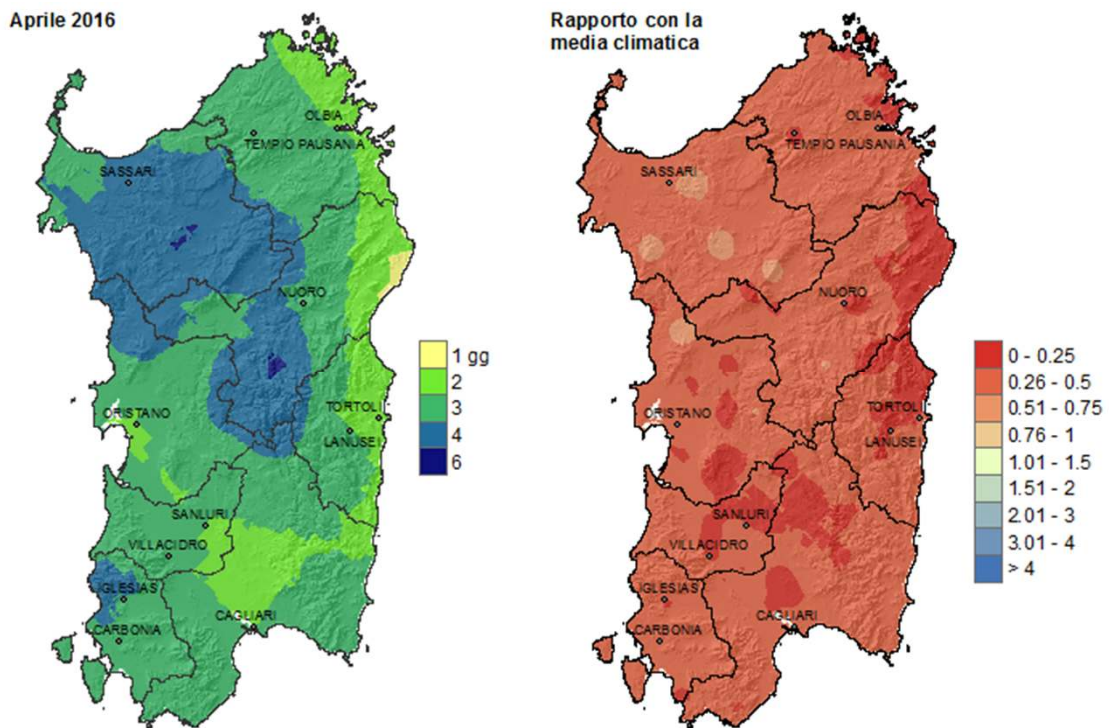 Aprile 2016
OLBIA
TEMPIO PAUSANIA
SASSARI
NUORO
ORISTANO
TORTOLI
LANUSEI
SANLURI
VILLACIDRO
IGLESIAS
CARBONIA
CAGLIARI
1 gg
2
3
4
6
Rapporto con la
media climatica
OLBIA
TEMPIO PAUSANIA
SASSARI
NUORO
ORISTANO
TORTOLI
LANUSEI
SANLURI
VILLACIDRO
IGLESIAS
CARBONIA
CAGLIARI
0 - 0.25
0.26 - 0.5
0.51 - 0.75
0.76 - 1
1.01 - 1.5
1.51 - 2
2.01 - 3
3.01 - 4
> 4